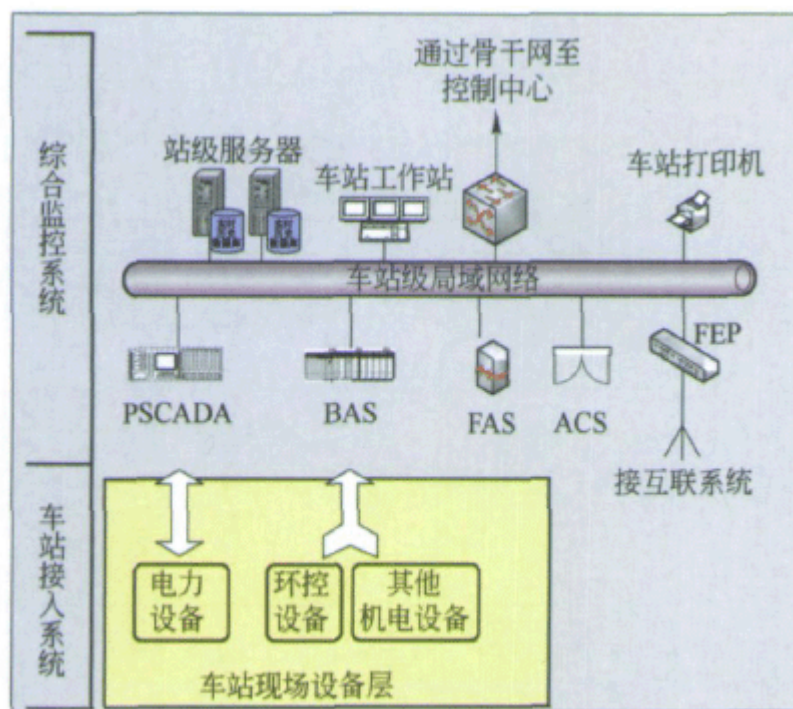 通过骨干网至
控制中心
站级服务器
车站工作站
车站打印机
综合监控系统
车站级局域网络
FEP
PSCADA
BAS
FAS
ACS
接互联系统
车站接入系统
电力
设备
环控
设备
其他
机电设备
车站现场设备层